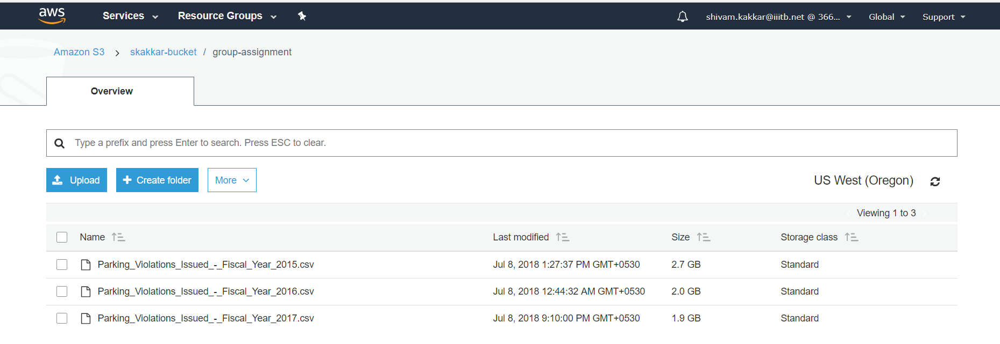 aws Services Resource Groups shivam.kakkar@iiitb.net @ 366... Global Support
Amazon S3 > skakkar-bucket / group-assignment
Overview
Type a prefix and press Enter to search. Press ESC to clear.
Upload Create folder More US West (Oregon)
Viewing 1 to 3
Name Last modified Size Storage class
Parking_Violations_Issued_-_Fiscal_Year_2015.csv Jul 8, 2018 1:27:37 PM GMT+0530 2.7 GB Standard
Parking_Violations_Issued_-_Fiscal_Year_2016.csv Jul 8, 2018 12:44:32 AM GMT+0530 2.0 GB Standard
Parking_Violations_Issued_-_Fiscal_Year_2017.csv Jul 8, 2018 9:10:00 PM GMT+0530 1.9 GB Standard